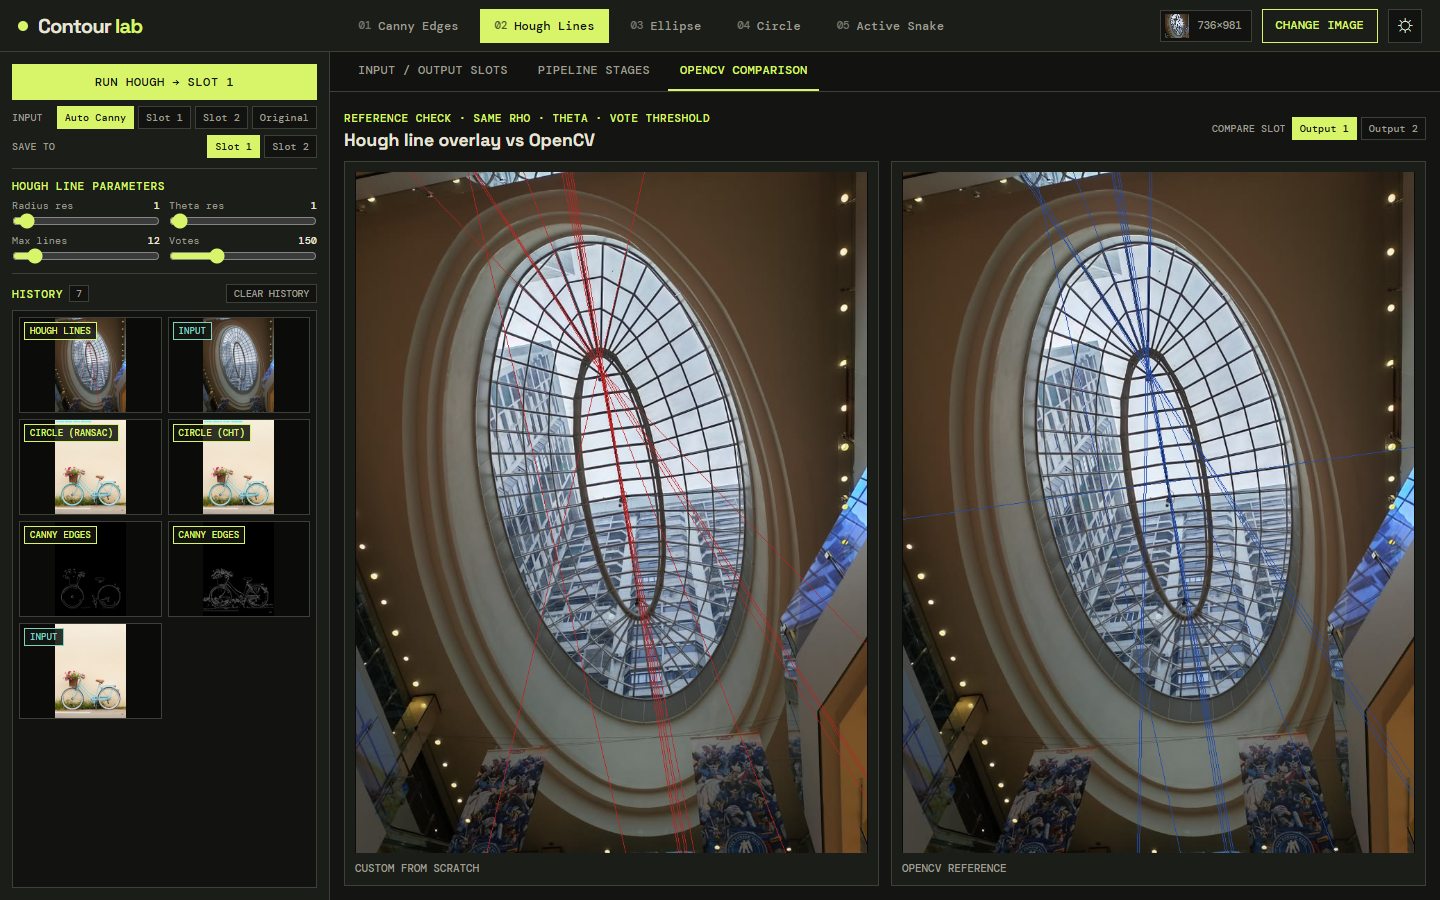 Contour lab
01 Canny Edges
02 Hough Lines
03 Ellipse
04 Circle
05 Active Snake
736×981
CHANGE IMAGE
RUN HOUGH → SLOT 1
INPUT
Auto Canny
Slot 1
Slot 2
Original
SAVE TO
Slot 1
Slot 2
HOUGH LINE PARAMETERS
Radius res 1
Theta res 1
Max lines 12
Votes 150
HISTORY 7
CLEAR HISTORY
HOUGH LINES
INPUT
CIRCLE (RANSAC)
CIRCLE (CHT)
CANNY EDGES
CANNY EDGES
INPUT
INPUT / OUTPUT SLOTS
PIPELINE STAGES
OPENCV COMPARISON
REFERENCE CHECK · SAME RHO · THETA · VOTE THRESHOLD
Hough line overlay vs OpenCV
COMPARE SLOT
Output 1
Output 2
CUSTOM FROM SCRATCH
OPENCV REFERENCE